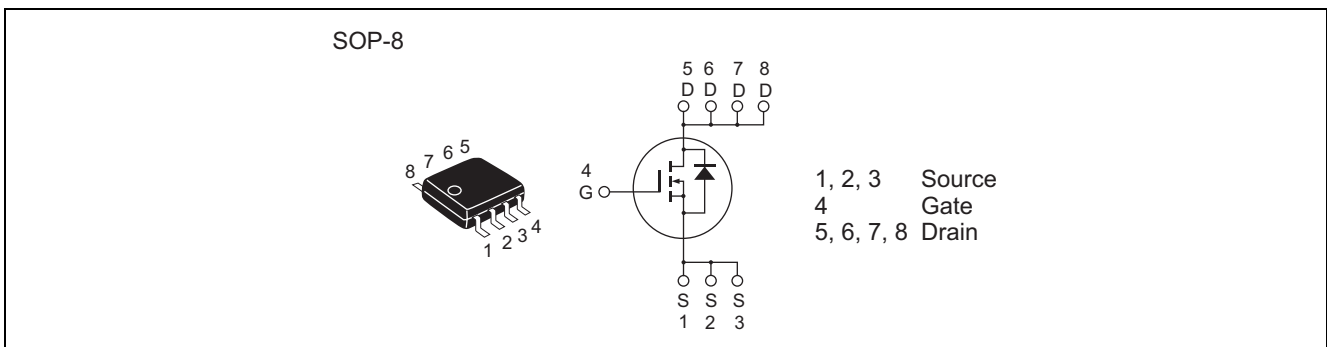 SOP-8
8 7 6 5
1 2 3 4
5 6 7 8
D D D D
4
G
S S S
1 2 3
1, 2, 3 Source
4 Gate
5, 6, 7, 8 Drain